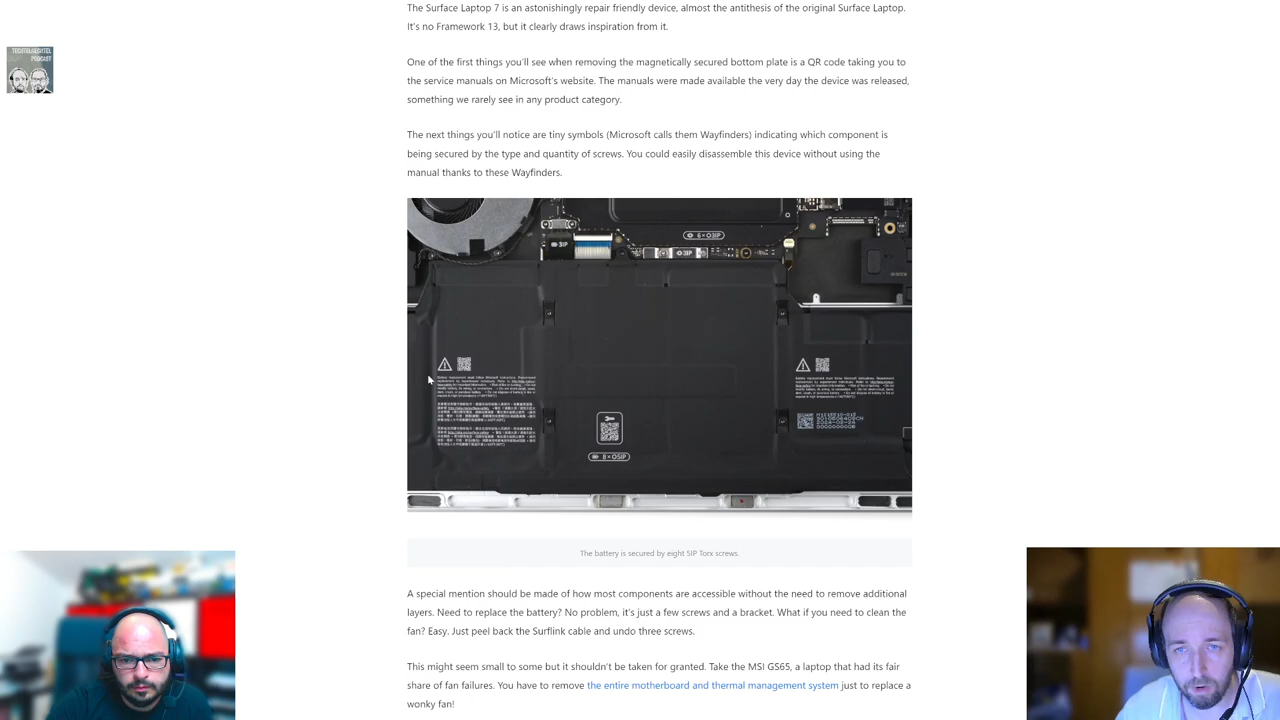 The Surface Laptop 7 is an astonishingly repair friendly device, almost the antithesis of the original Surface Laptop.
It's no Framework 13, but it clearly draws inspiration from it.
TECHTELMECHTEL
PODCAST
One of the first things you'll see when removing the magnetically secured bottom plate is a QR code taking you to
the service manuals on Microsoft's website. The manuals were made available the very day the device was released,
something we rarely see in any product category.
The next things you'll notice are tiny symbols (Microsoft calls them Wayfinders) indicating which component is
being secured by the type and quantity of screws. You could easily disassemble this device without using the
manual thanks to these Wayfinders.
6×03IP
3IP
3IP
8×05IP
The battery is secured by eight 5IP Torx screws.
A special mention should be made of how most components are accessible without the need to remove additional
layers. Need to replace the battery? No problem, it's just a few screws and a bracket. What if you need to clean the
fan? Easy. Just peel back the Surflink cable and undo three screws.
This might seem small to some but it shouldn't be taken for granted. Take the MSI GS65, a laptop that had its fair
share of fan failures. You have to remove the entire motherboard and thermal management system just to replace a
wonky fan!